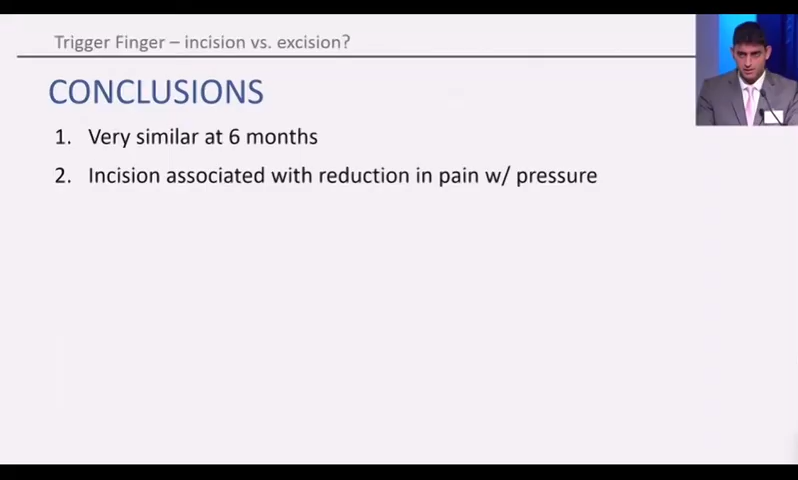 Trigger Finger – incision vs. excision?
CONCLUSIONS
1. Very similar at 6 months
2. Incision associated with reduction in pain w/ pressure